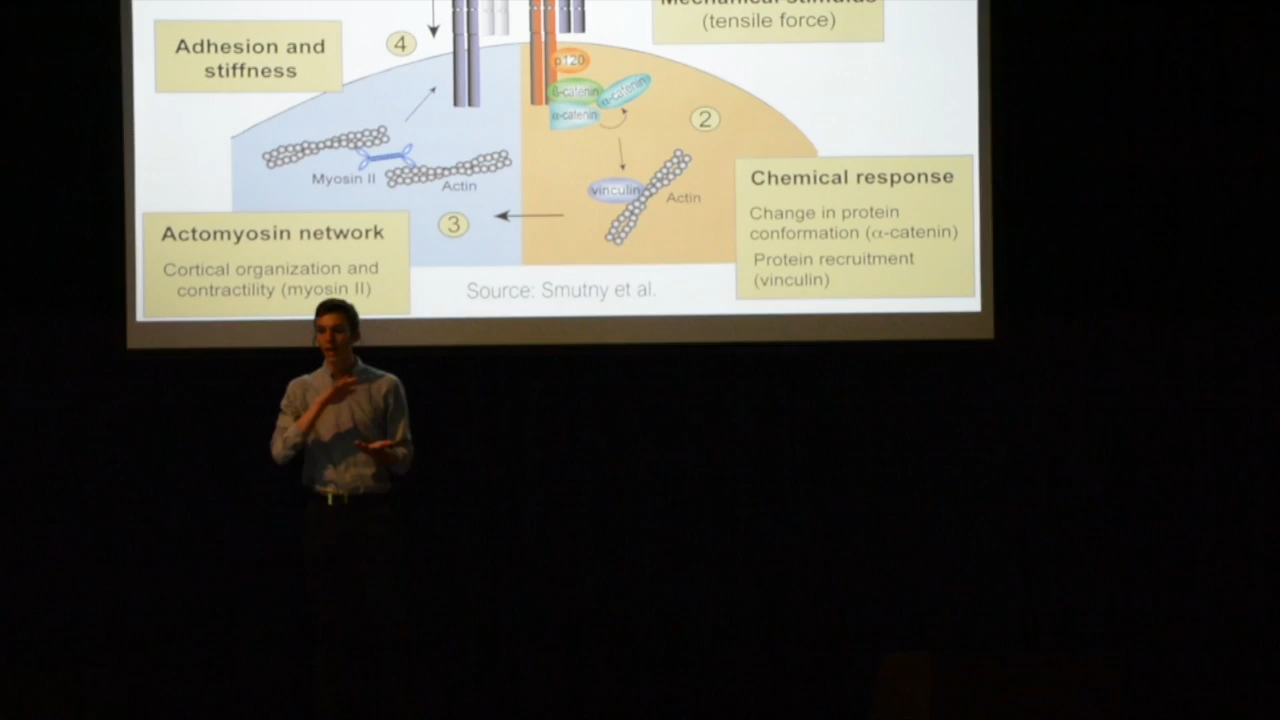 Mechanical stimulus
(tensile force)
Adhesion and
stiffness
4
p120
ß-catenin
α-catenin
α-catenin
2
Myosin II
Actin
vinculin
Actin
3
Chemical response
Change in protein
conformation (α-catenin)
Protein recruitment
(vinculin)
Actomyosin network
Cortical organization and
contractility (myosin II)
Source: Smutny et al.